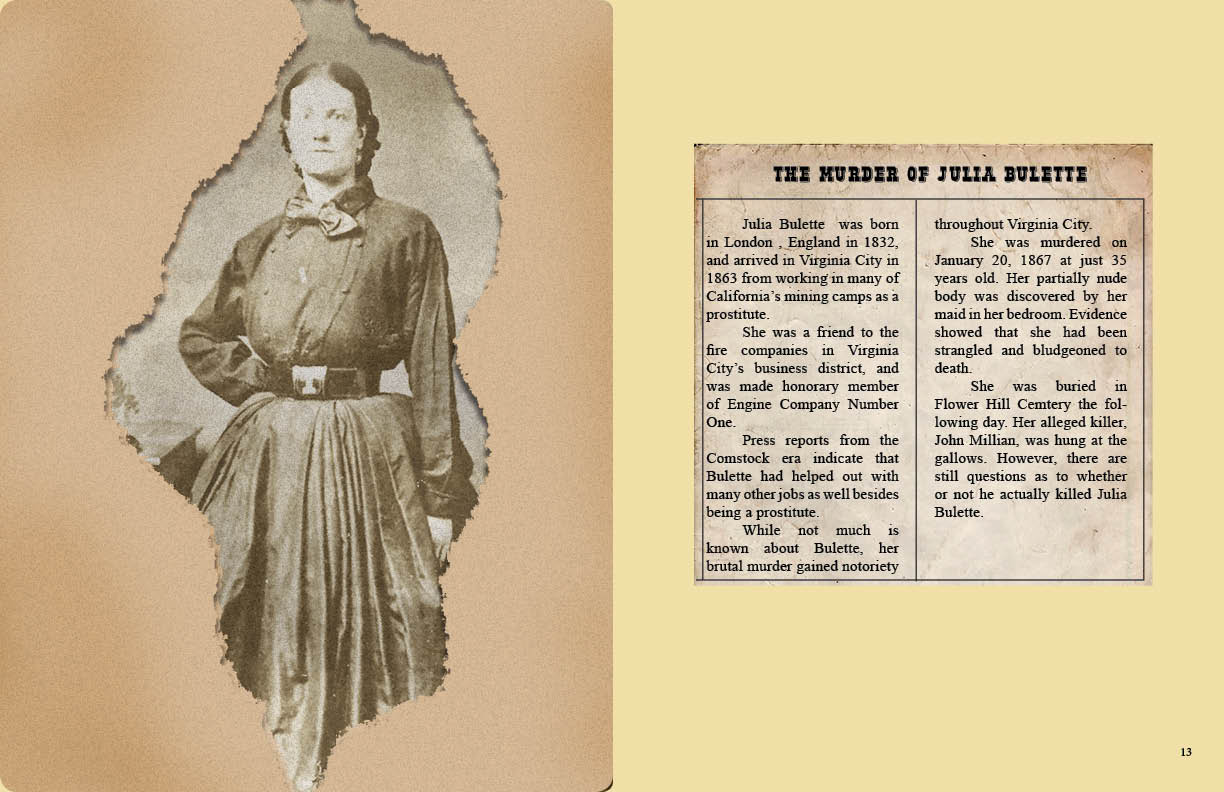 THE MURDER OF JULIA BULETTE
Julia Bulette was born
in London , England in 1832,
and arrived in Virginia City in
1863 from working in many of
California's mining camps as a
prostitute.
She was a friend to the
fire companies in Virginia
City's business district, and
was made honorary member
of Engine Company Number
One.
Press reports from the
Comstock era indicate that
Bulette had helped out with
many other jobs as well besides
being a prostitute.
While not much is
known about Bulette, her
brutal murder gained notoriety
throughout Virginia City.
She was murdered on
January 20, 1867 at just 35
years old. Her partially nude
body was discovered by her
maid in her bedroom. Evidence
showed that she had been
strangled and bludgeoned to
death.
She was buried in
Flower Hill Cemtery the fol-
lowing day. Her alleged killer,
John Millian, was hung at the
gallows. However, there are
still questions as to whether
or not he actually killed Julia
Bulette.
13